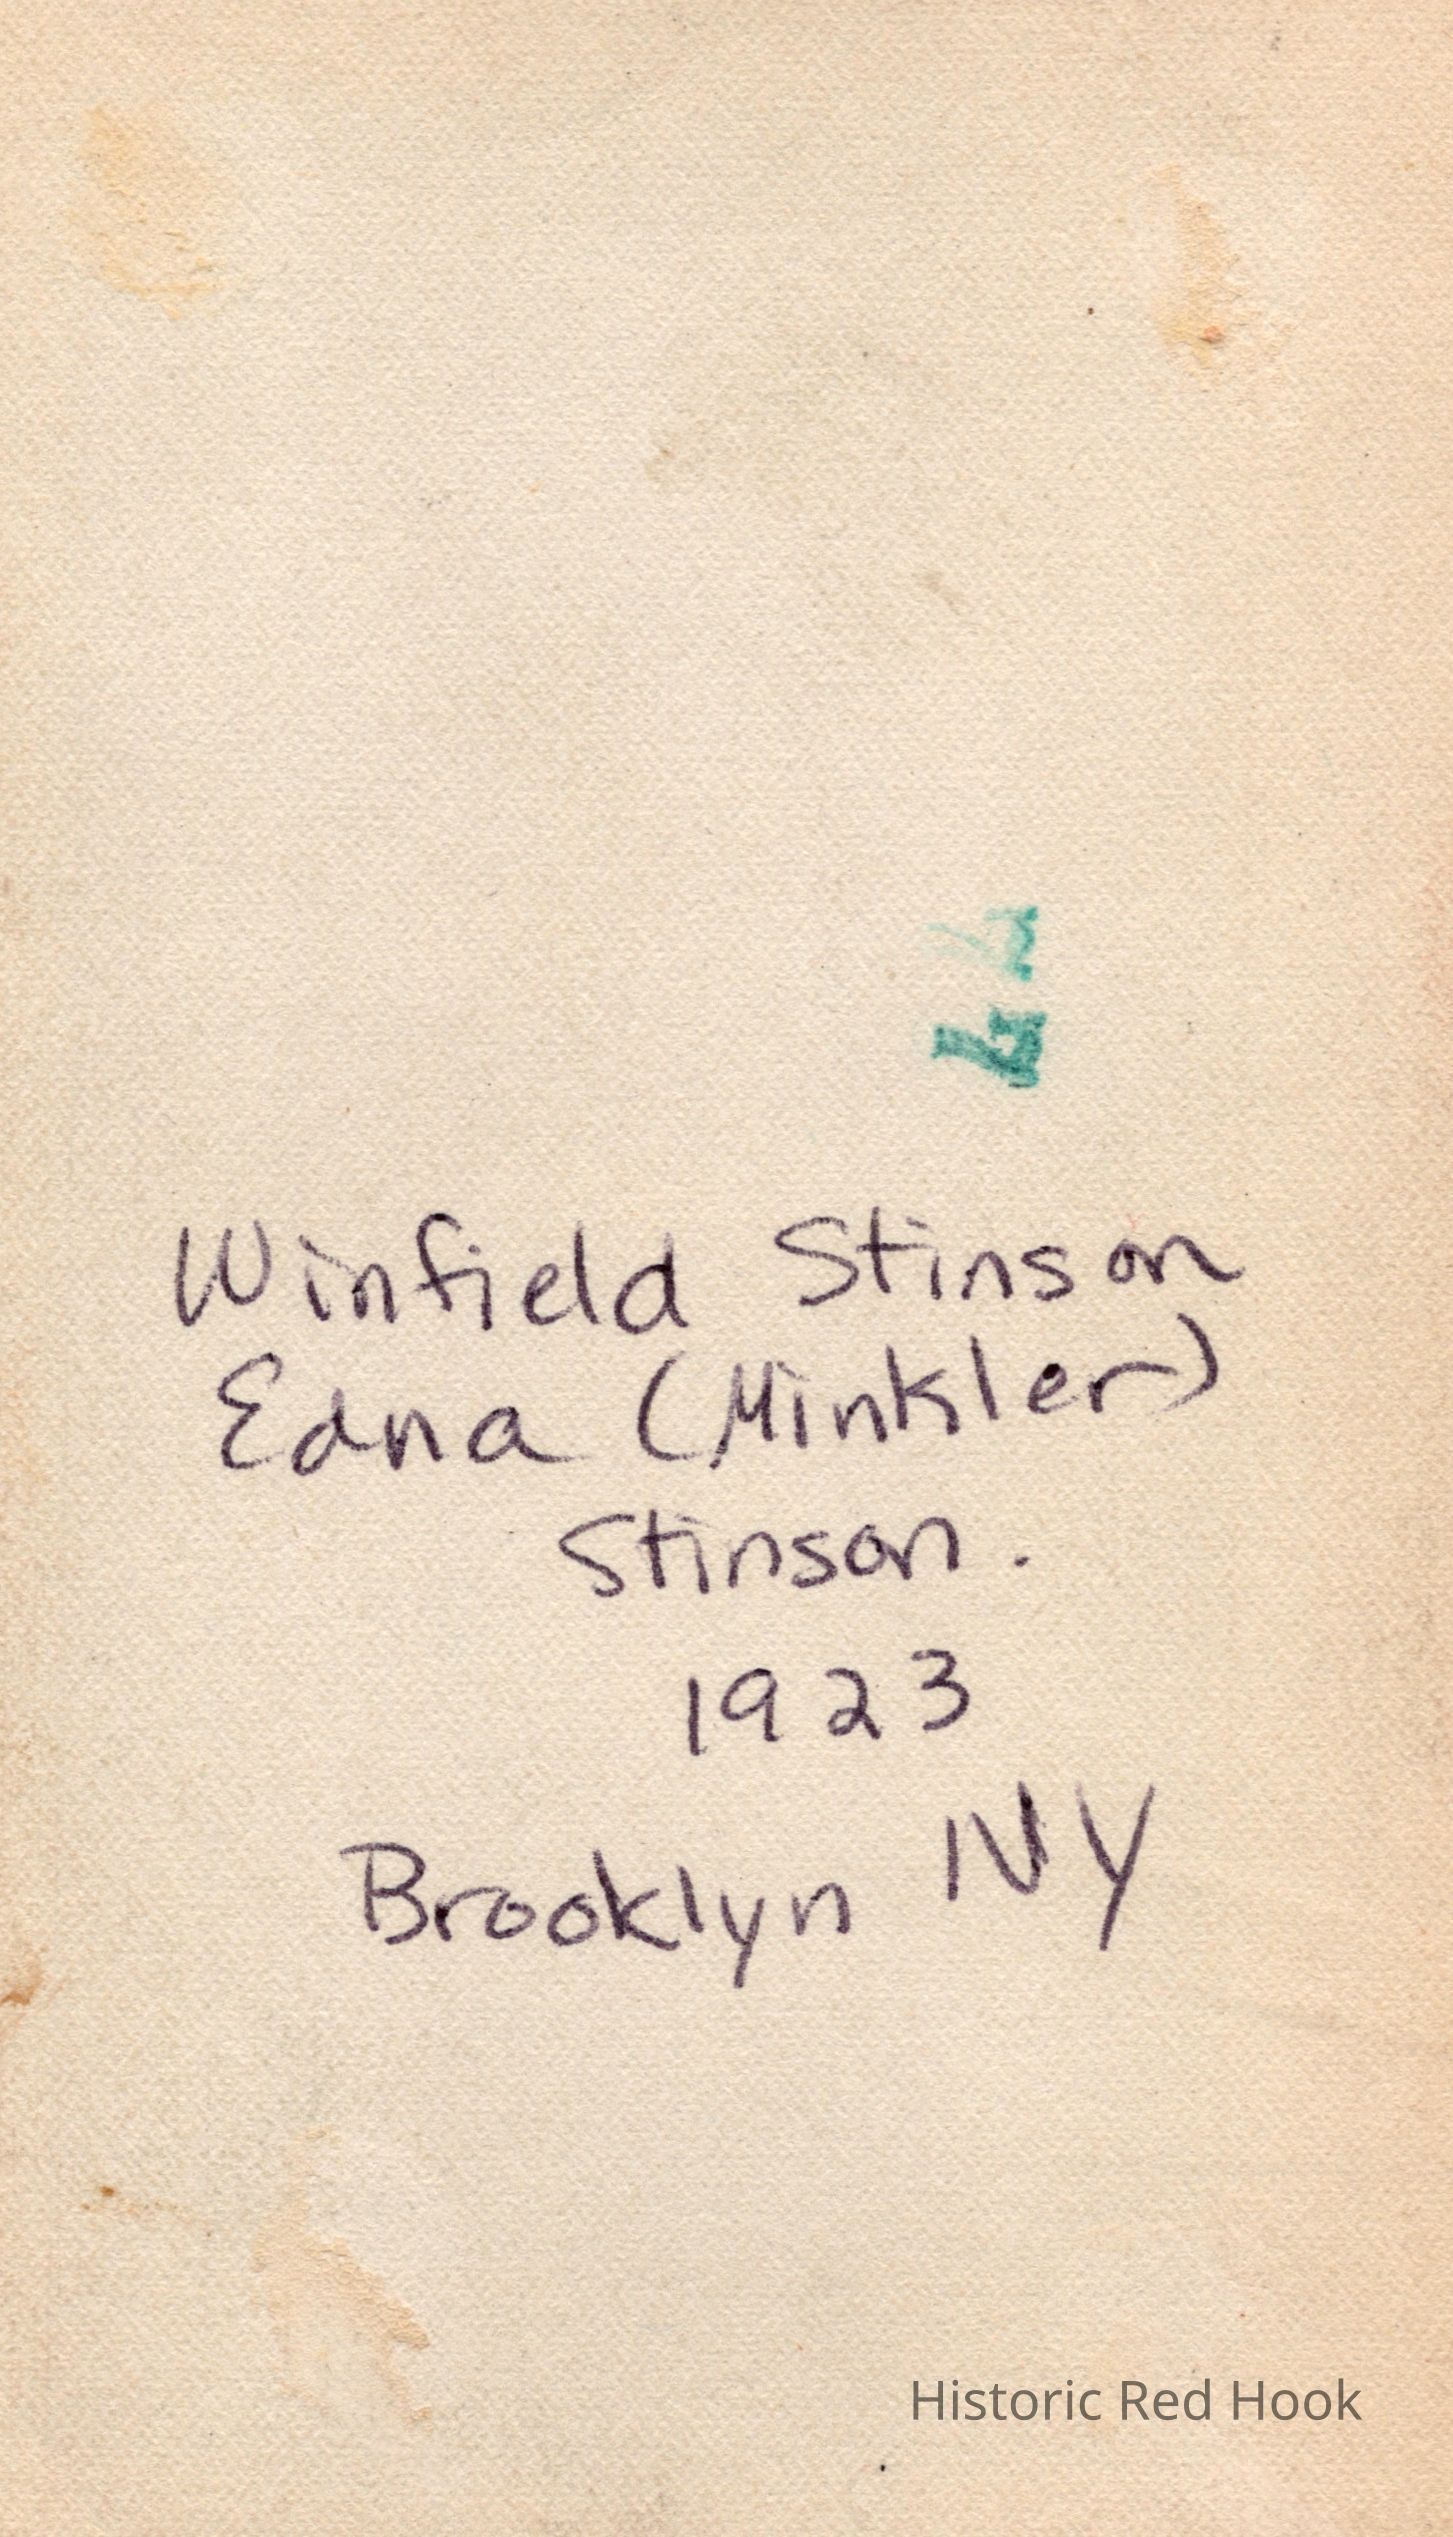 Winfield Stinson
Edna (Minkler)
Stinson.
1923
Brooklyn NY
Historic Red Hook